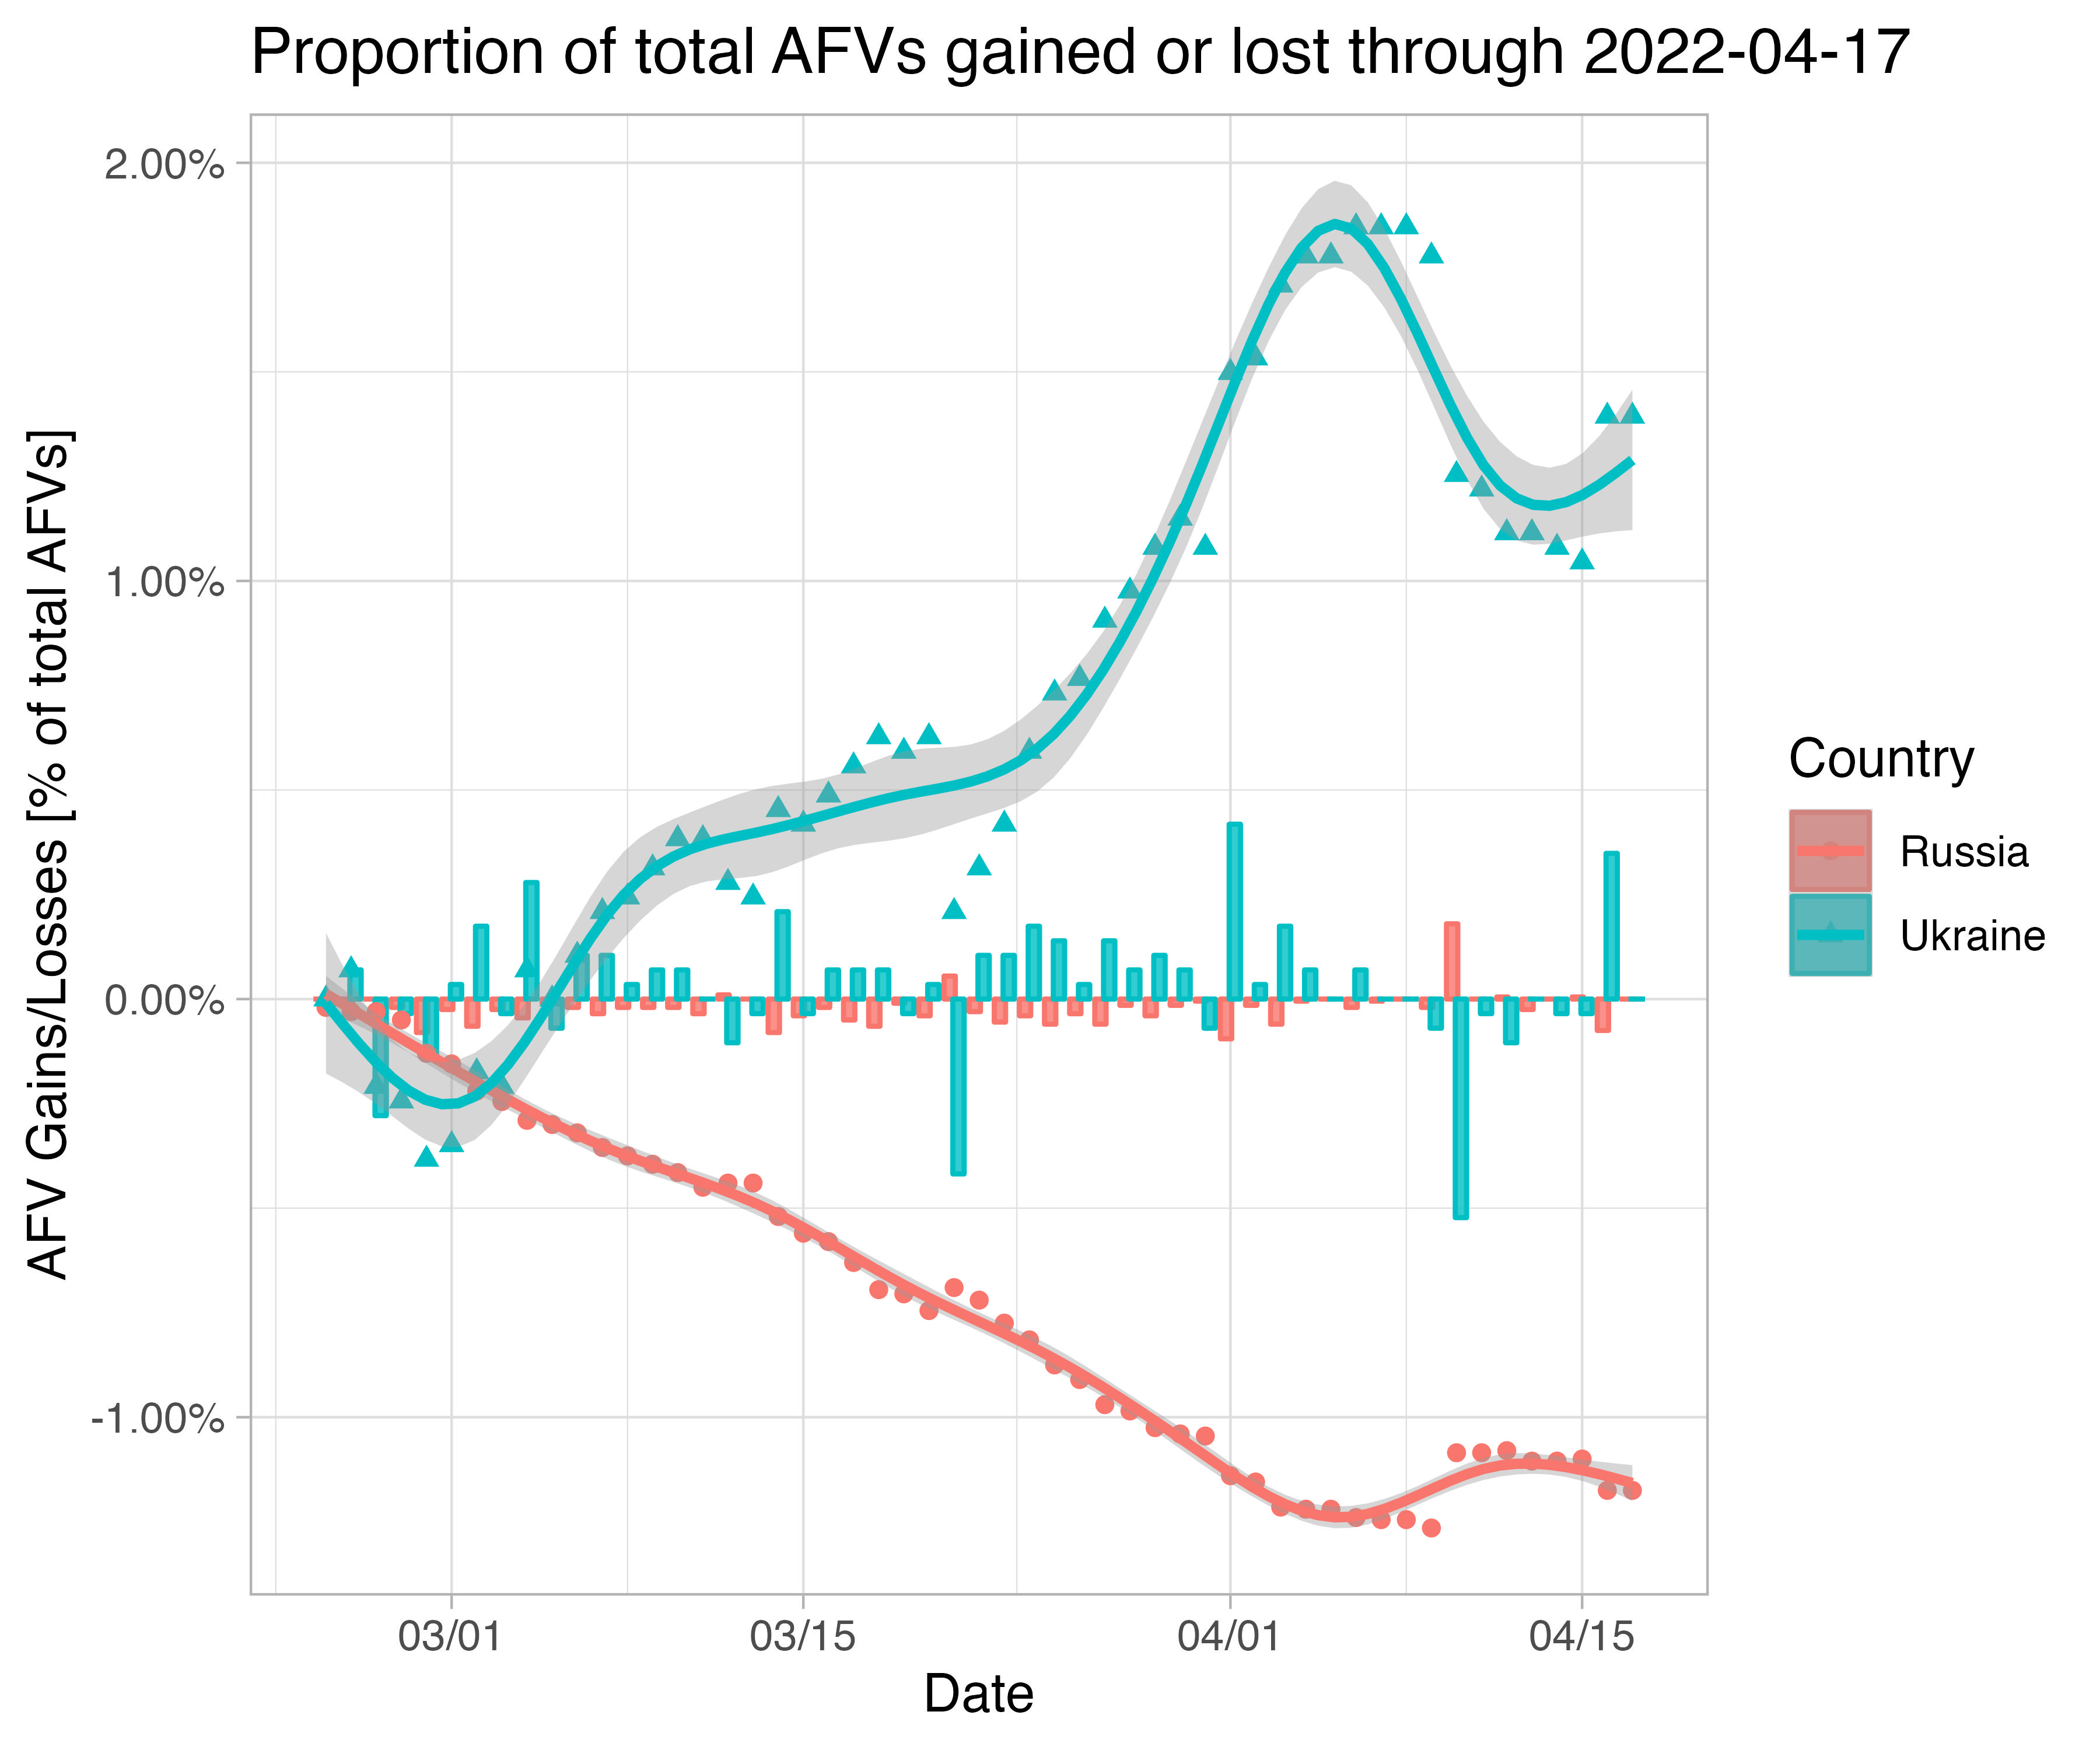 Proportion of total AFVs gained or lost through 2022-04-17
AFV Gains/Losses [% of total AFVs]
2.00%
1.00%
0.00%
-1.00%
03/01
03/15
04/01
04/15
Date
Country
Russia
Ukraine